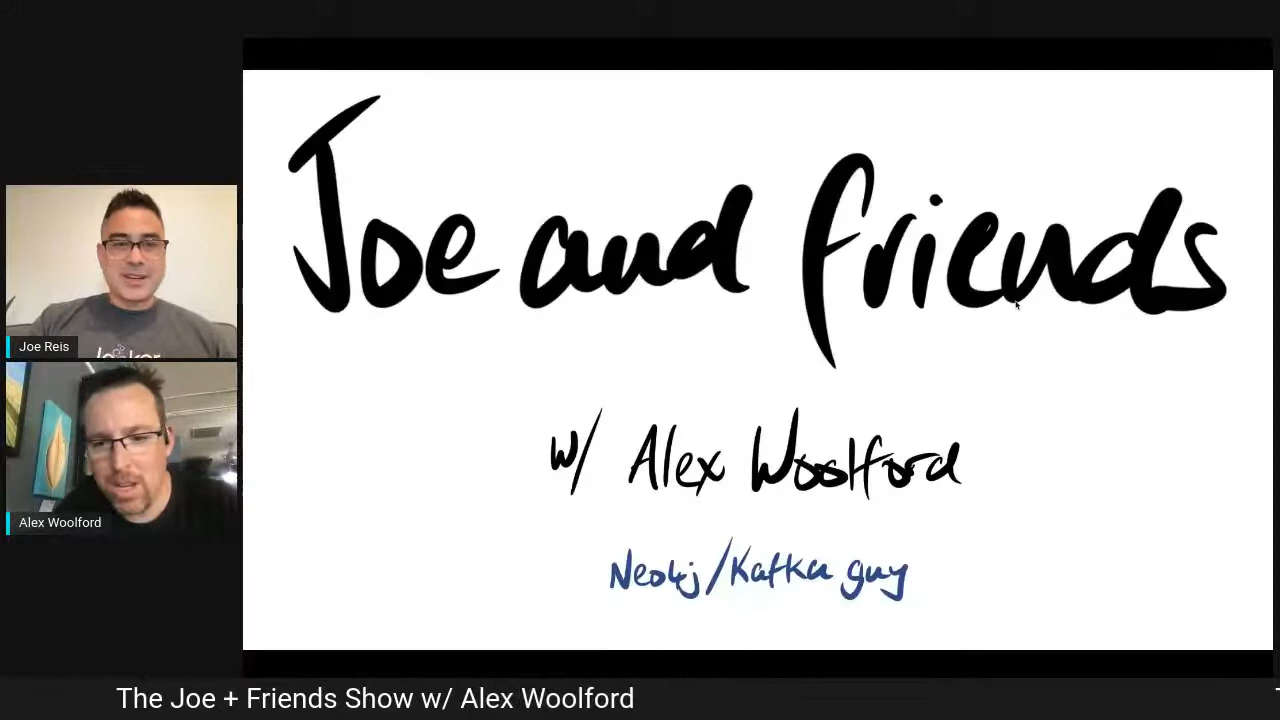 Joe and friends
w/ Alex Woolford
Neo4j/Kafka guy
Joe Reis
Alex Woolford
The Joe + Friends Show w/ Alex Woolford